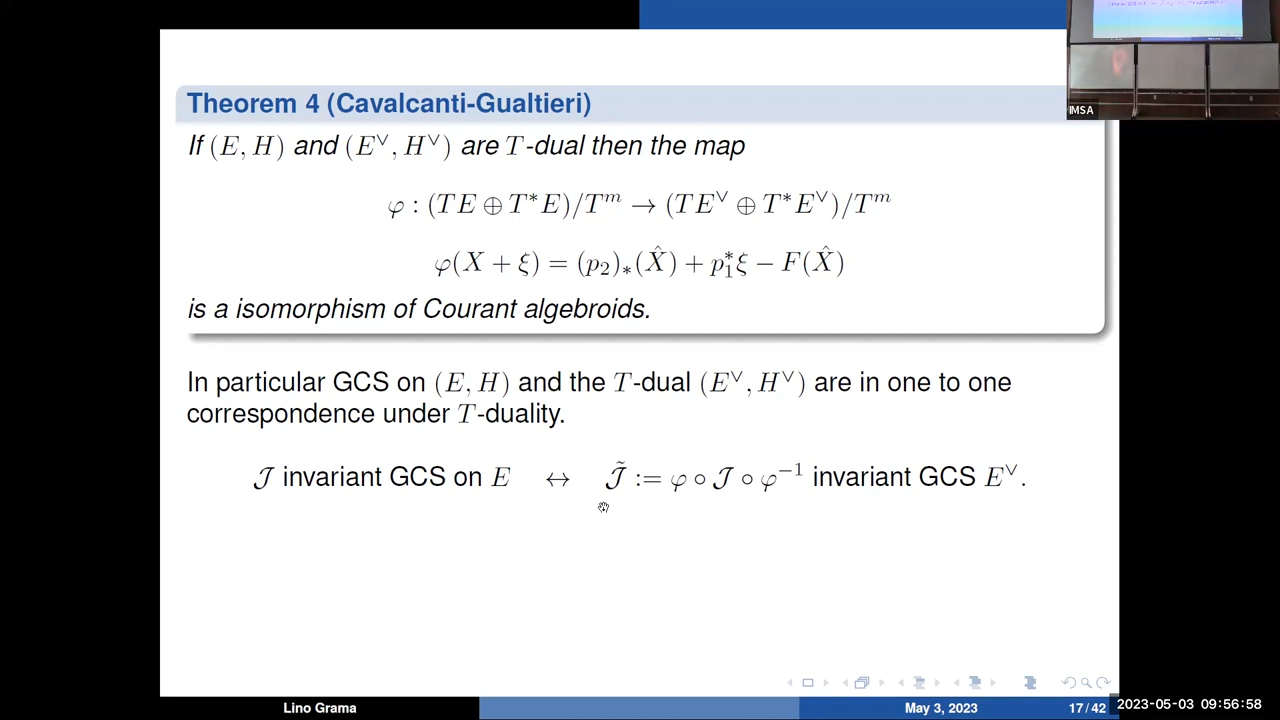 Theorem 4 (Cavalcanti-Gualtieri)
If (E, H) and (E^∨, H^∨) are T-dual then the map
φ : (TE ⊕ T*E)/T^m → (TE^∨ ⊕ T*E^∨)/T^m
φ(X + ξ) = (p_2)_*(X̂) + p_1^*ξ − F(X̂)
is a isomorphism of Courant algebroids.
In particular GCS on (E, H) and the T-dual (E^∨, H^∨) are in one to one
correspondence under T-duality.
𝒥 invariant GCS on E ↔ 𝒥̃ := φ ∘ 𝒥 ∘ φ^{−1} invariant GCS E^∨.
IMSA
Lino Grama
May 3, 2023
17/42
2023-05-03 09:56:58